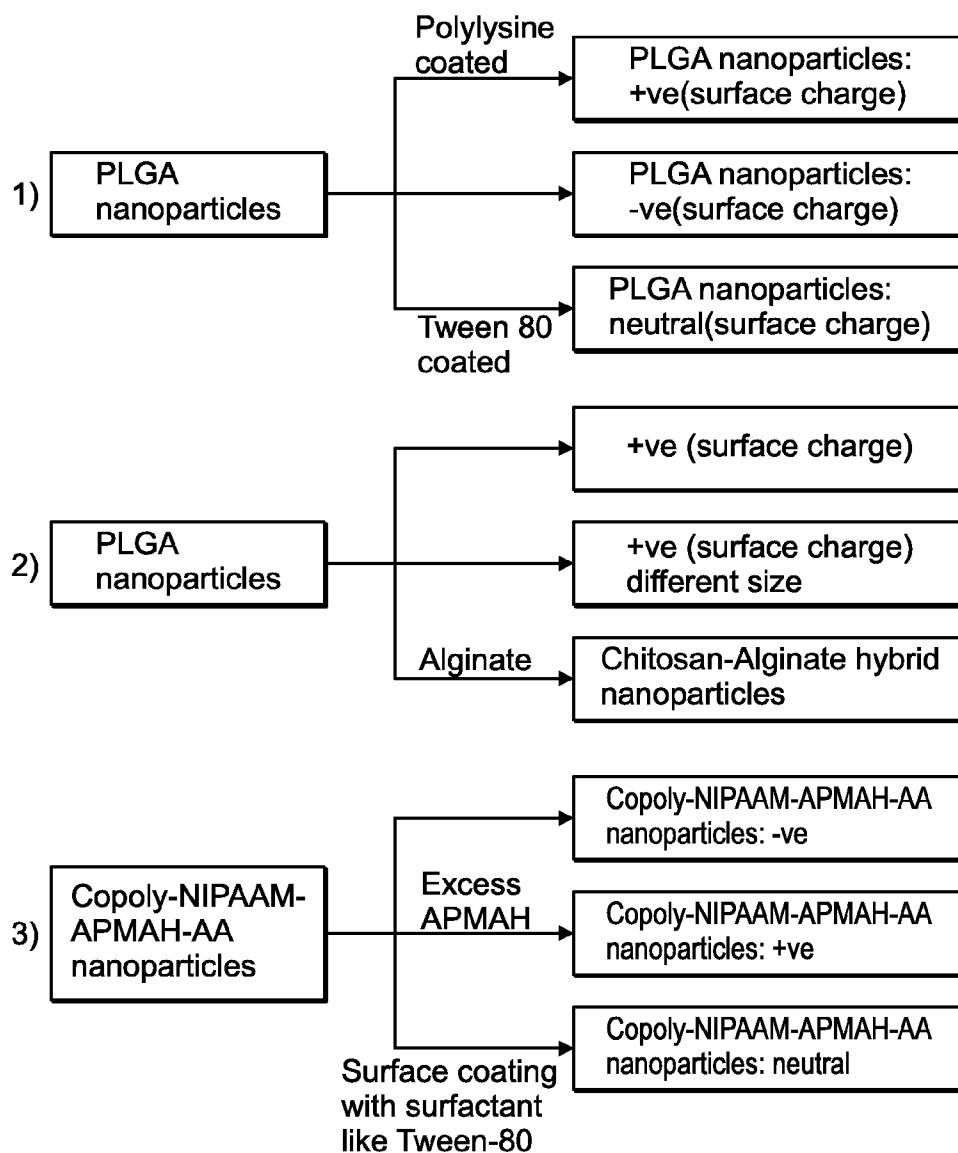 Polylysine
coated
PLGA nanoparticles:
+ve(surface charge)
1)
PLGA
nanoparticles
PLGA nanoparticles:
-ve(surface charge)
Tween 80
coated
PLGA nanoparticles:
neutral(surface charge)
+ve (surface charge)
2)
PLGA
nanoparticles
+ve (surface charge)
different size
Alginate
Chitosan-Alginate hybrid
nanoparticles
Copoly-NIPAAM-APMAH-AA
nanoparticles: -ve
3)
Copoly-NIPAAM-
APMAH-AA
nanoparticles
Excess
APMAH
Copoly-NIPAAM-APMAH-AA
nanoparticles: +ve
Surface coating
with surfactant
like Tween-80
Copoly-NIPAAM-APMAH-AA
nanoparticles: neutral